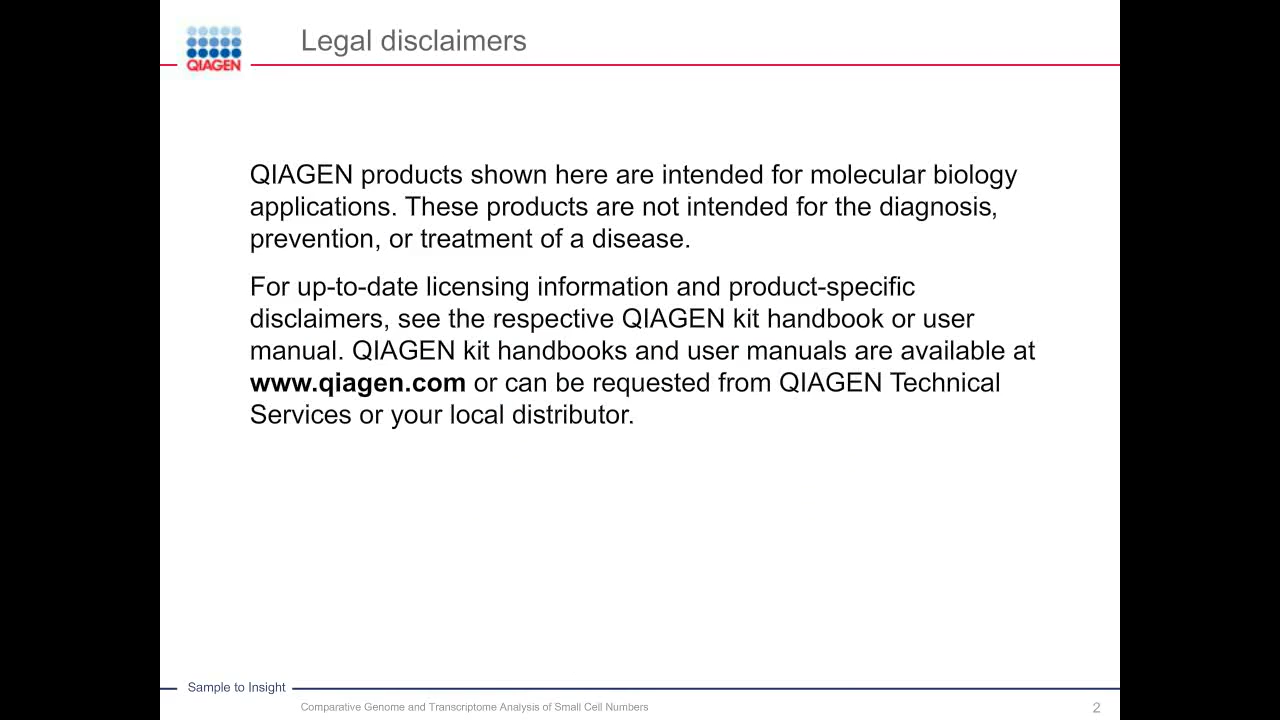 Legal disclaimers
QIAGEN
QIAGEN products shown here are intended for molecular biology
applications. These products are not intended for the diagnosis,
prevention, or treatment of a disease.
For up-to-date licensing information and product-specific
disclaimers, see the respective QIAGEN kit handbook or user
manual. QIAGEN kit handbooks and user manuals are available at
www.qiagen.com or can be requested from QIAGEN Technical
Services or your local distributor.
Sample to Insight
Comparative Genome and Transcriptome Analysis of Small Cell Numbers
2